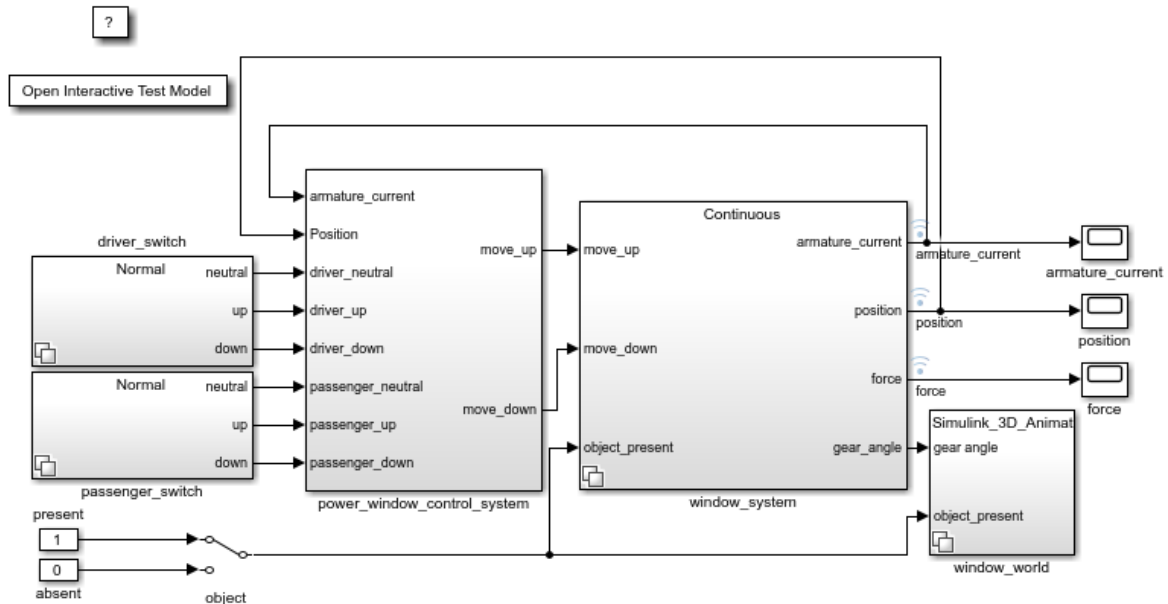 ?
Open Interactive Test Model
driver_switch
Normal
neutral
up
down
Normal
neutral
up
down
passenger_switch
present
1
0
absent
object
armature_current
Position
driver_neutral
driver_up
driver_down
passenger_neutral
passenger_up
passenger_down
move_up
move_down
power_window_control_system
Continuous
move_up
move_down
object_present
armature_current
position
force
gear_angle
window_system
armature_current
position
force
armature_current
position
force
Simulink_3D_Animat
gear angle
object_present
window_world